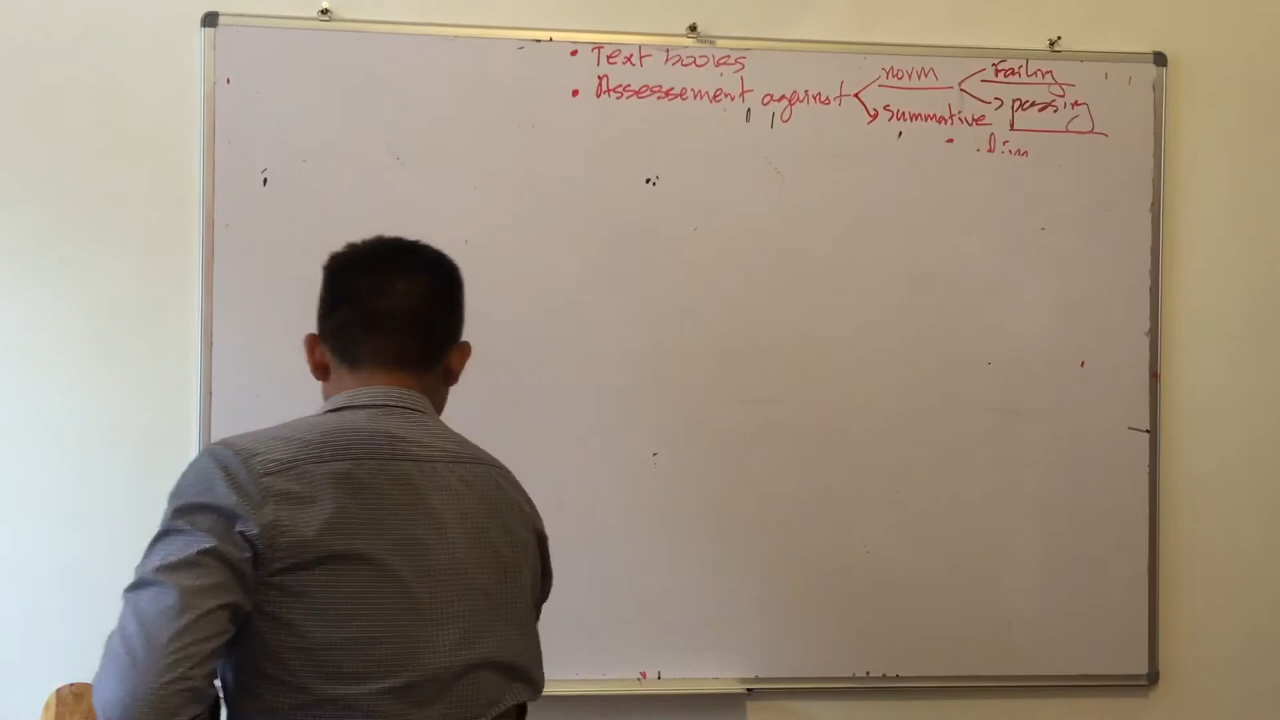 • Text books
• Assessement against
norm
summative
Failing
passing